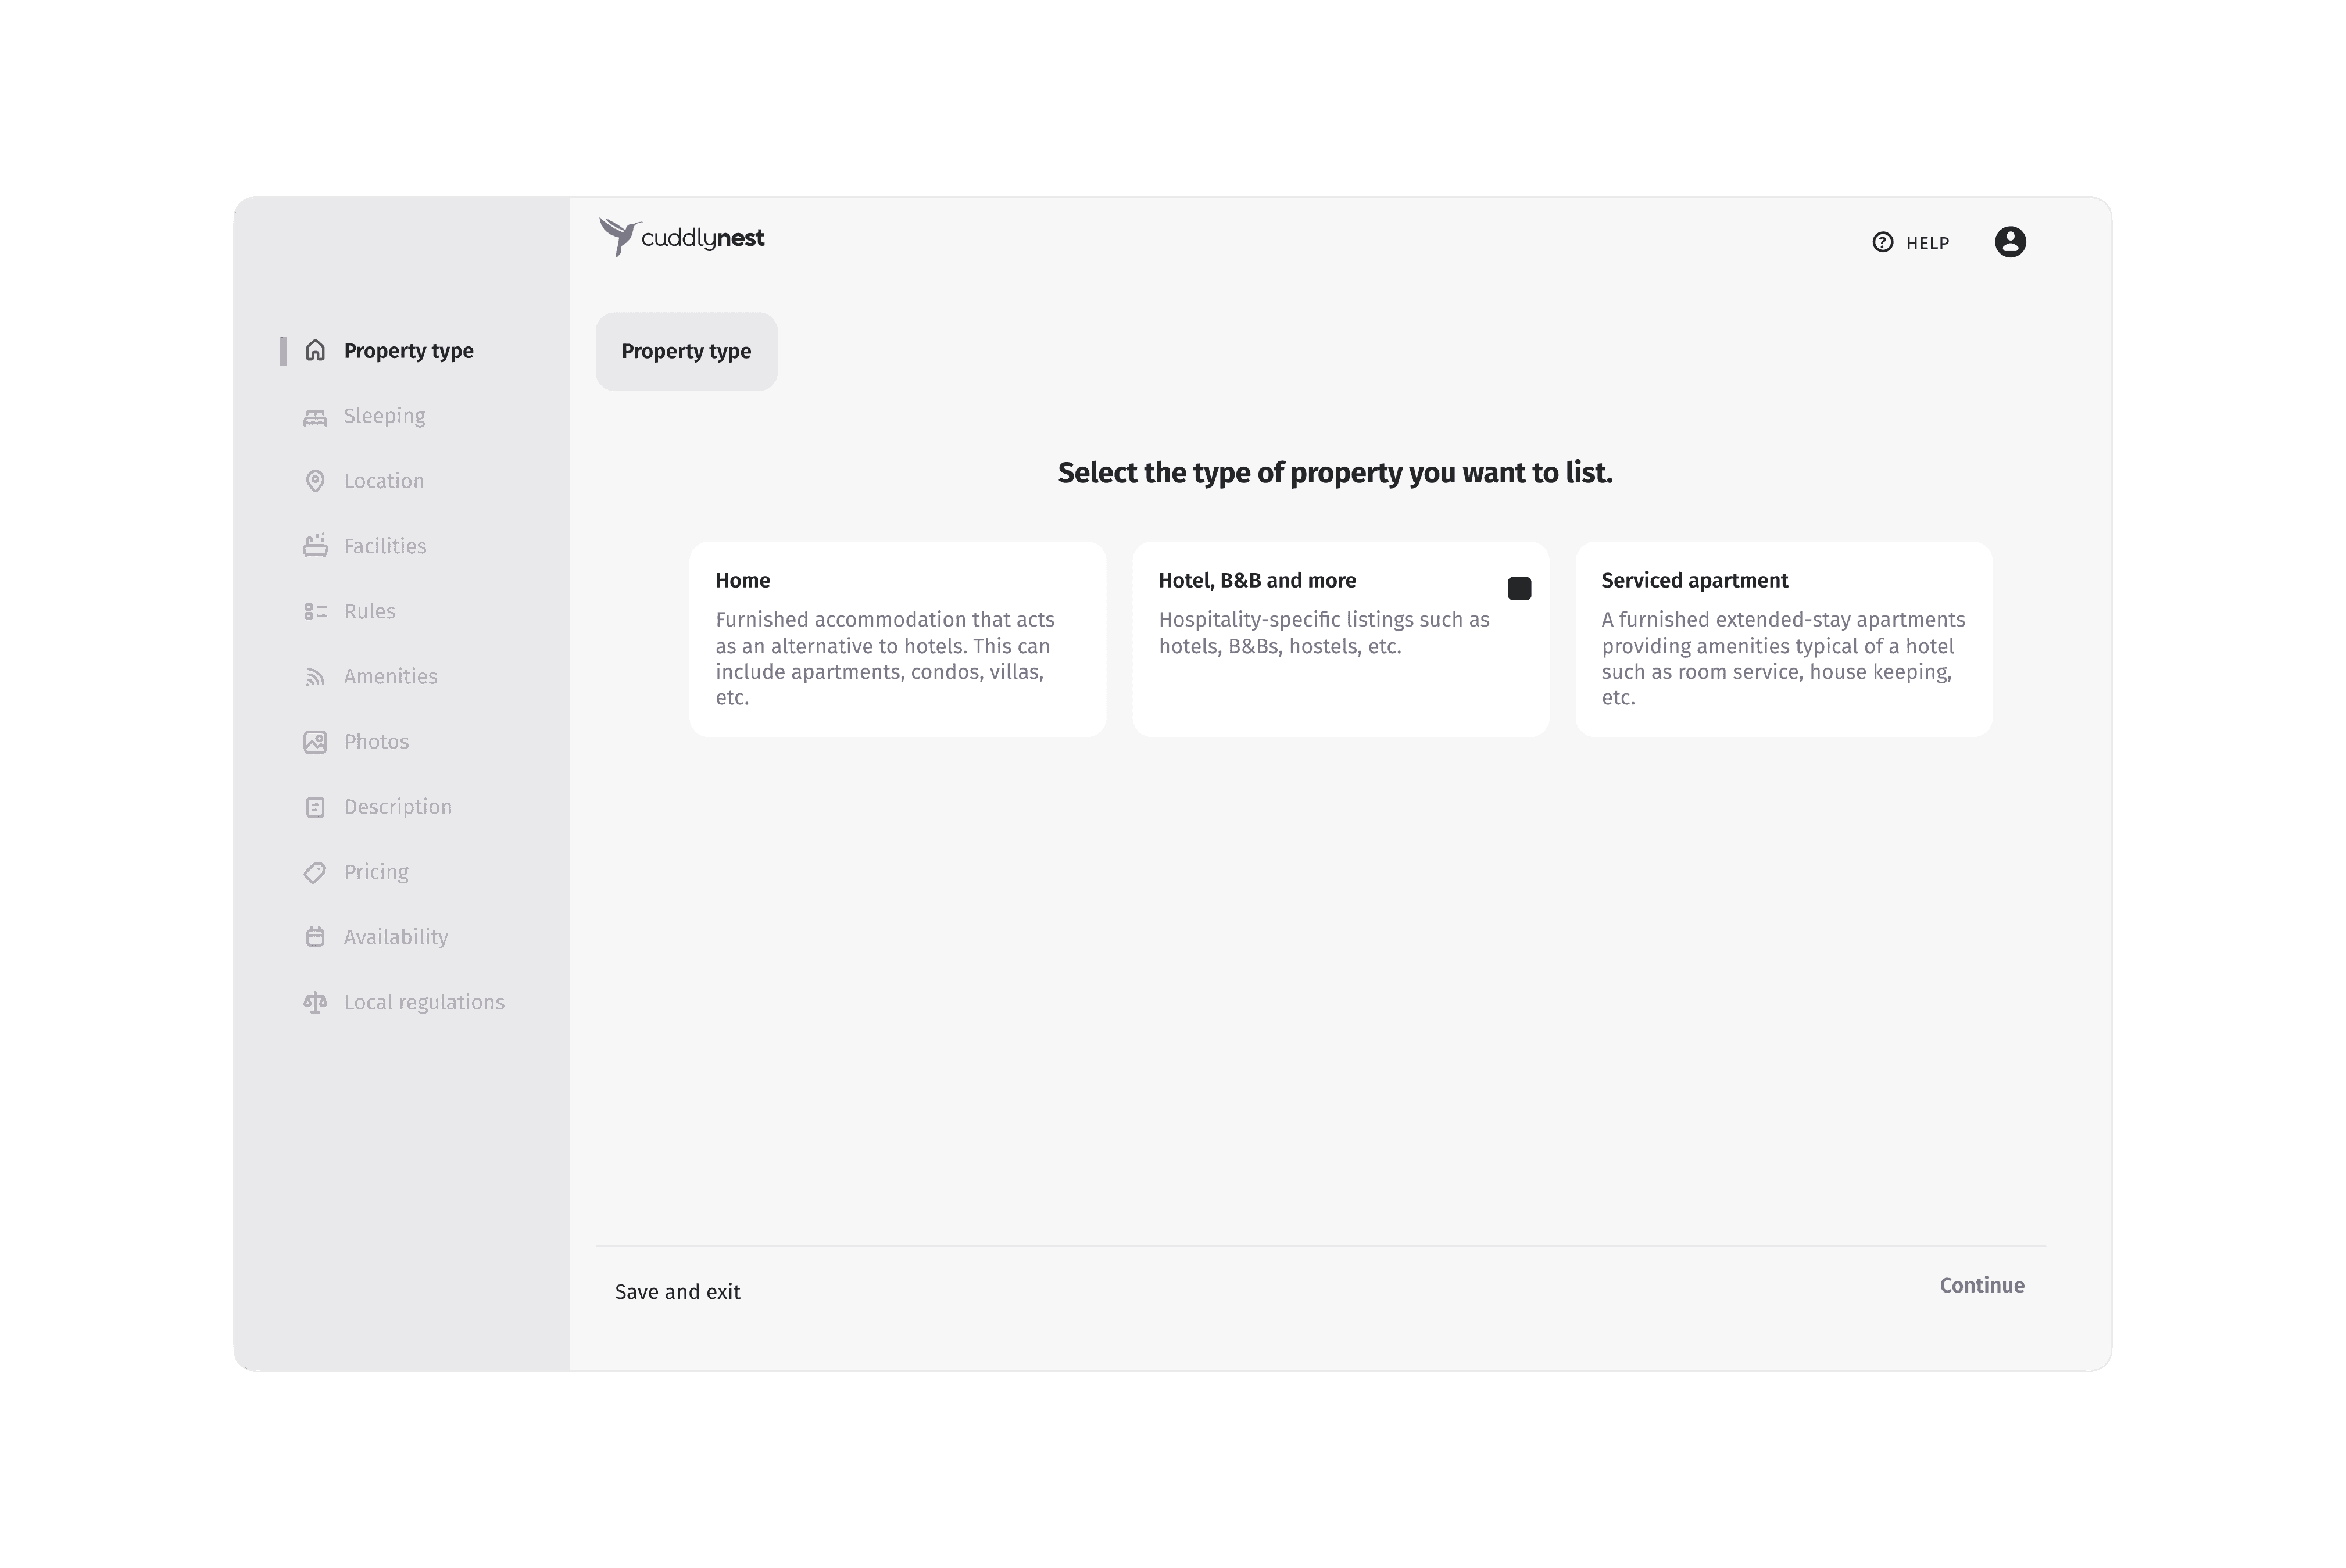 cuddlynest
HELP
Property type
Sleeping
Location
Facilities
Rules
Amenities
Photos
Description
Pricing
Availability
Local regulations
Property type
Select the type of property you want to list.
Home
Furnished accommodation that acts
as an alternative to hotels. This can
include apartments, condos, villas,
etc.
Hotel, B&B and more
Hospitality-specific listings such as
hotels, B&Bs, hostels, etc.
Serviced apartment
A furnished extended-stay apartments
providing amenities typical of a hotel
such as room service, house keeping,
etc.
Save and exit
Continue